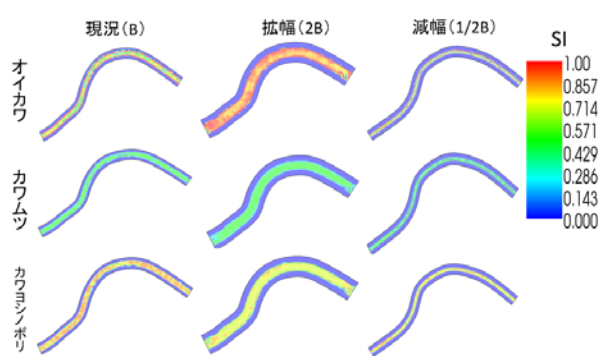 現況（B）
拡幅（2B）
減幅（1/2B）
SI
オイカワ
カワムツ
カワヨシノボリ
1.00
0.857
0.714
0.571
0.429
0.286
0.143
0.000